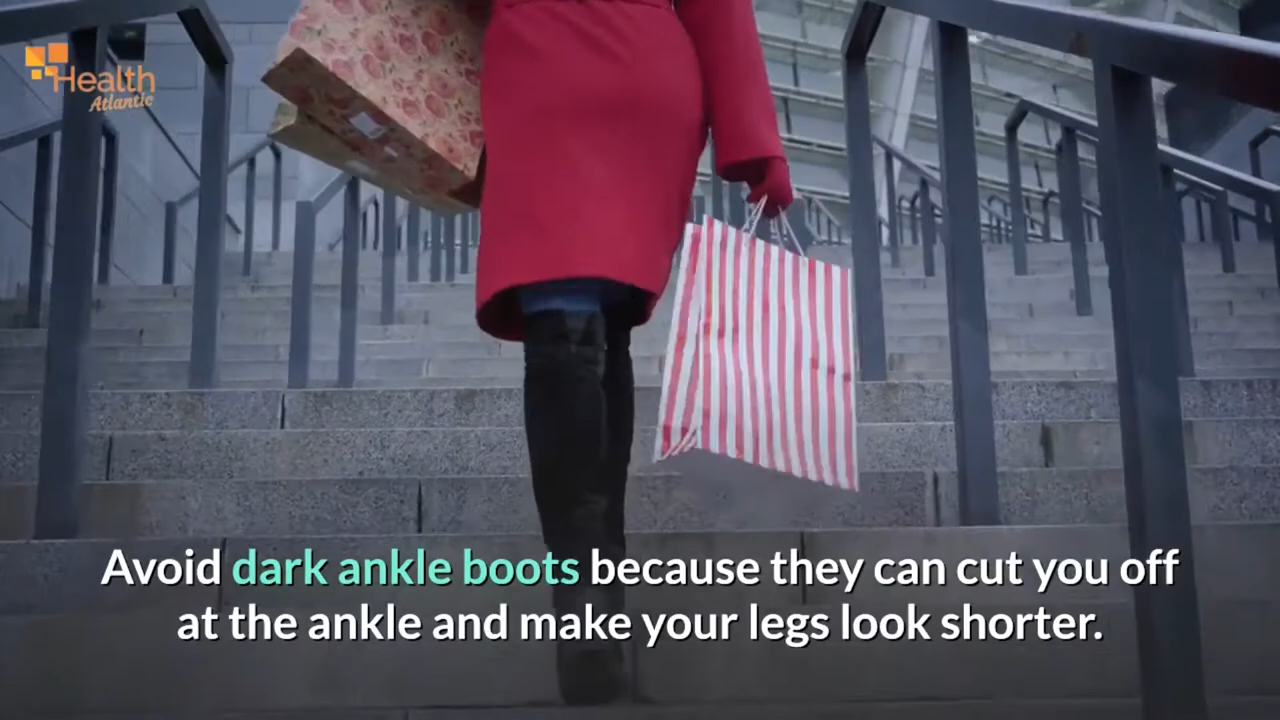 Health
Atlantic
Avoid dark ankle boots because they can cut you off
at the ankle and make your legs look shorter.